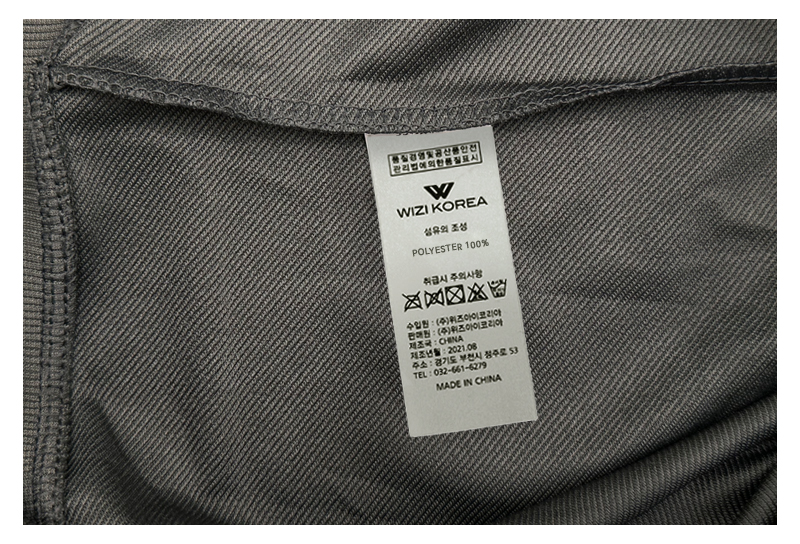 품질경영및공산품안전
관리법에의한품질표시
WIZI KOREA
섬유의 조성
POLYESTER 100%
취급시 주의사항
수입원 : (주)위즈아이코리아
판매원 : (주)위즈아이코리아
제조국 : CHINA
제조년월 : 2021.08
주소 : 경기도 부천시 정주로 53
TEL : 032-661-6279
MADE IN CHINA